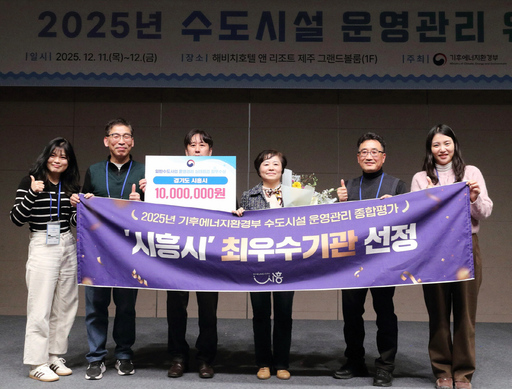 2025년 수도시설 운영관리
| 일시 | 2025. 12. 11.(목)~12.(금)
| 장소 | 해비치호텔 앤 리조트 제주 그랜드볼룸(1F)
| 주최 | 기후에너지환경부
경기도 시흥시
10,000,000원
2025년 기후에너지환경부 수도시설 운영관리 종합평가
'시흥시' 최우수기관 선정
시흥